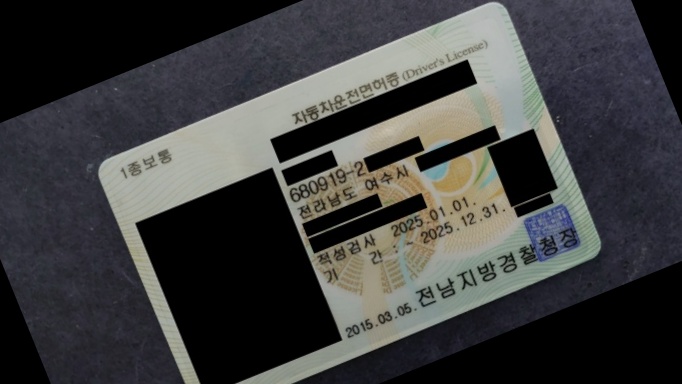 1종보통
자동차운전면허증 (Driver's License)
680919-2
전라남도 여수시
적성검사 2025.01.01.
기 간 ~ 2025.12.31.
2015.03.05. 전남지방경찰청장